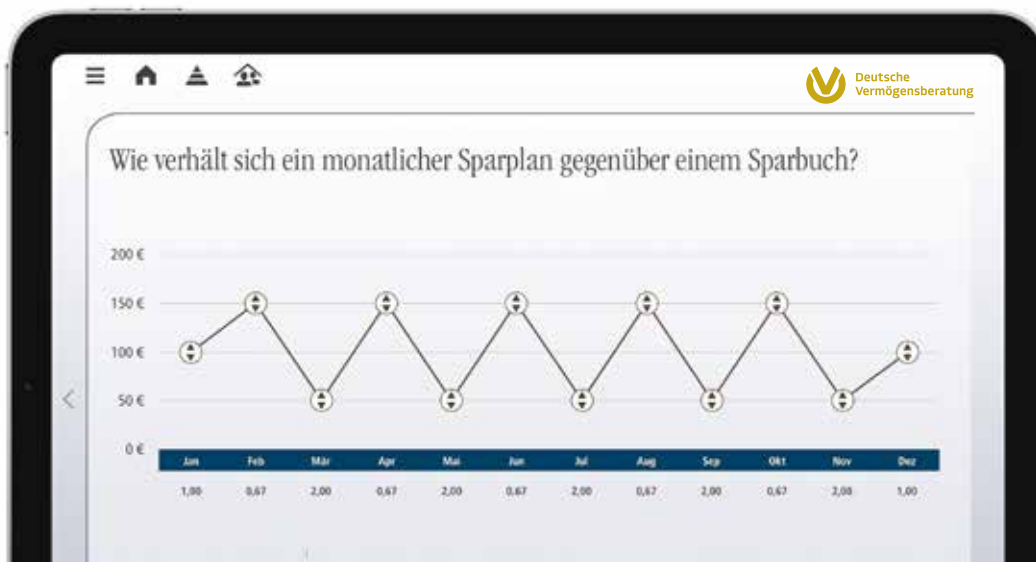 Deutsche
Vermögensberatung
Wie verhält sich ein monatlicher Sparplan gegenüber einem Sparbuch?
200 €
150 €
100 €
50 €
0 €
Jan Feb Mär Apr Mai Jun Jul Aug Sep Okt Nov Dez
1,00 0,67 2,00 0,67 2,00 0,67 2,00 0,67 2,00 0,67 2,00 1,00